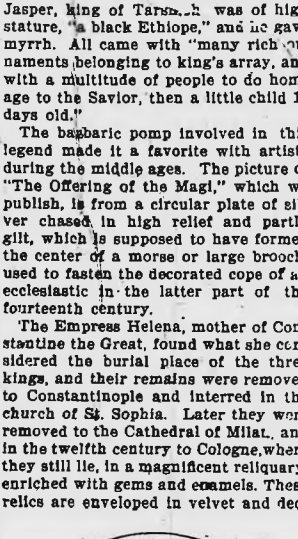 Jasper, king of Tarshish was of hig
stature, "a black Ethiope," and he gav
myrrh. All came with "many rich or
naments belonging to king's array, an
with a multitude of people to do hom
age to the Savior, then a little child 1
days old."
The barbaric pomp involved in thi
legend made it a favorite with artist
during the middle ages. The picture o
"The Offering of the Magi," which w
publish, is from a circular plate of sil
ver chased in high relief and partl
gilt, which is supposed to have forme
the center of a morse or large brooch
used to fasten the decorated cope of a
ecclesiastic in the latter part of th
fourteenth century.
The Empress Helena, mother of Con
stantine the Great, found what she con
sidered the burial place of the thre
kings, and their remains were remove
to Constantinople and interred in th
church of St. Sophia. Later they wer
removed to the Cathedral of Milan, an
in the twelfth century to Cologne, wher
they still lie, in a magnificent reliquary
enriched with gems and enamels. Thes
relics are enveloped in velvet and dec